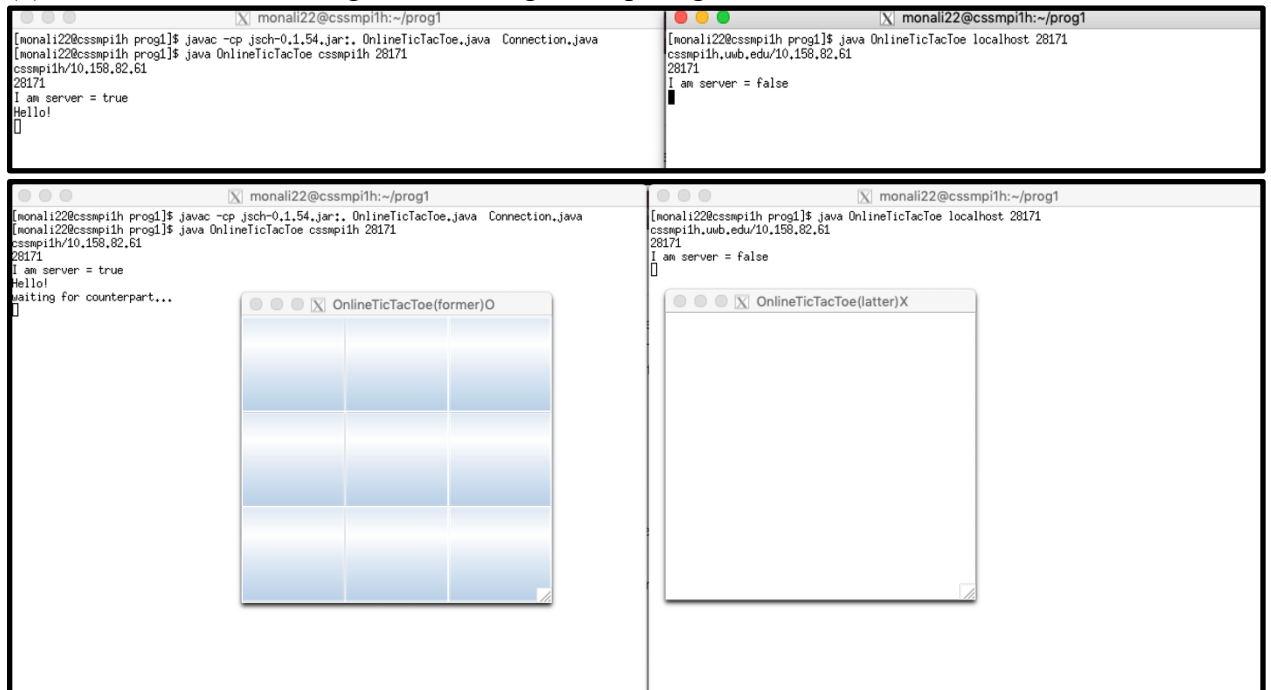 monali22@cssmpi1h:~/prog1
[monali22@cssmpi1h prog1]$ javac -cp jsch-0.1.54.jar:. OnlineTicTacToe.java Connection.java
[monali22@cssmpi1h prog1]$ java OnlineTicTacToe cssmpi1h 28171
cssmpi1h/10.158.82.61
28171
I am server = true
Hello!
monali22@cssmpi1h:~/prog1
[monali22@cssmpi1h prog1]$ java OnlineTicTacToe localhost 28171
cssmpi1h.uwb.edu/10.158.82.61
28171
I am server = false
monali22@cssmpi1h:~/prog1
[monali22@cssmpi1h prog1]$ javac -cp jsch-0.1.54.jar:. OnlineTicTacToe.java Connection.java
[monali22@cssmpi1h prog1]$ java OnlineTicTacToe cssmpi1h 28171
cssmpi1h/10.158.82.61
28171
I am server = true
Hello!
waiting for counterpart...
OnlineTicTacToe(former)O
monali22@cssmpi1h:~/prog1
[monali22@cssmpi1h prog1]$ java OnlineTicTacToe localhost 28171
cssmpi1h.uwb.edu/10.158.82.61
28171
I am server = false
OnlineTicTacToe(latter)X